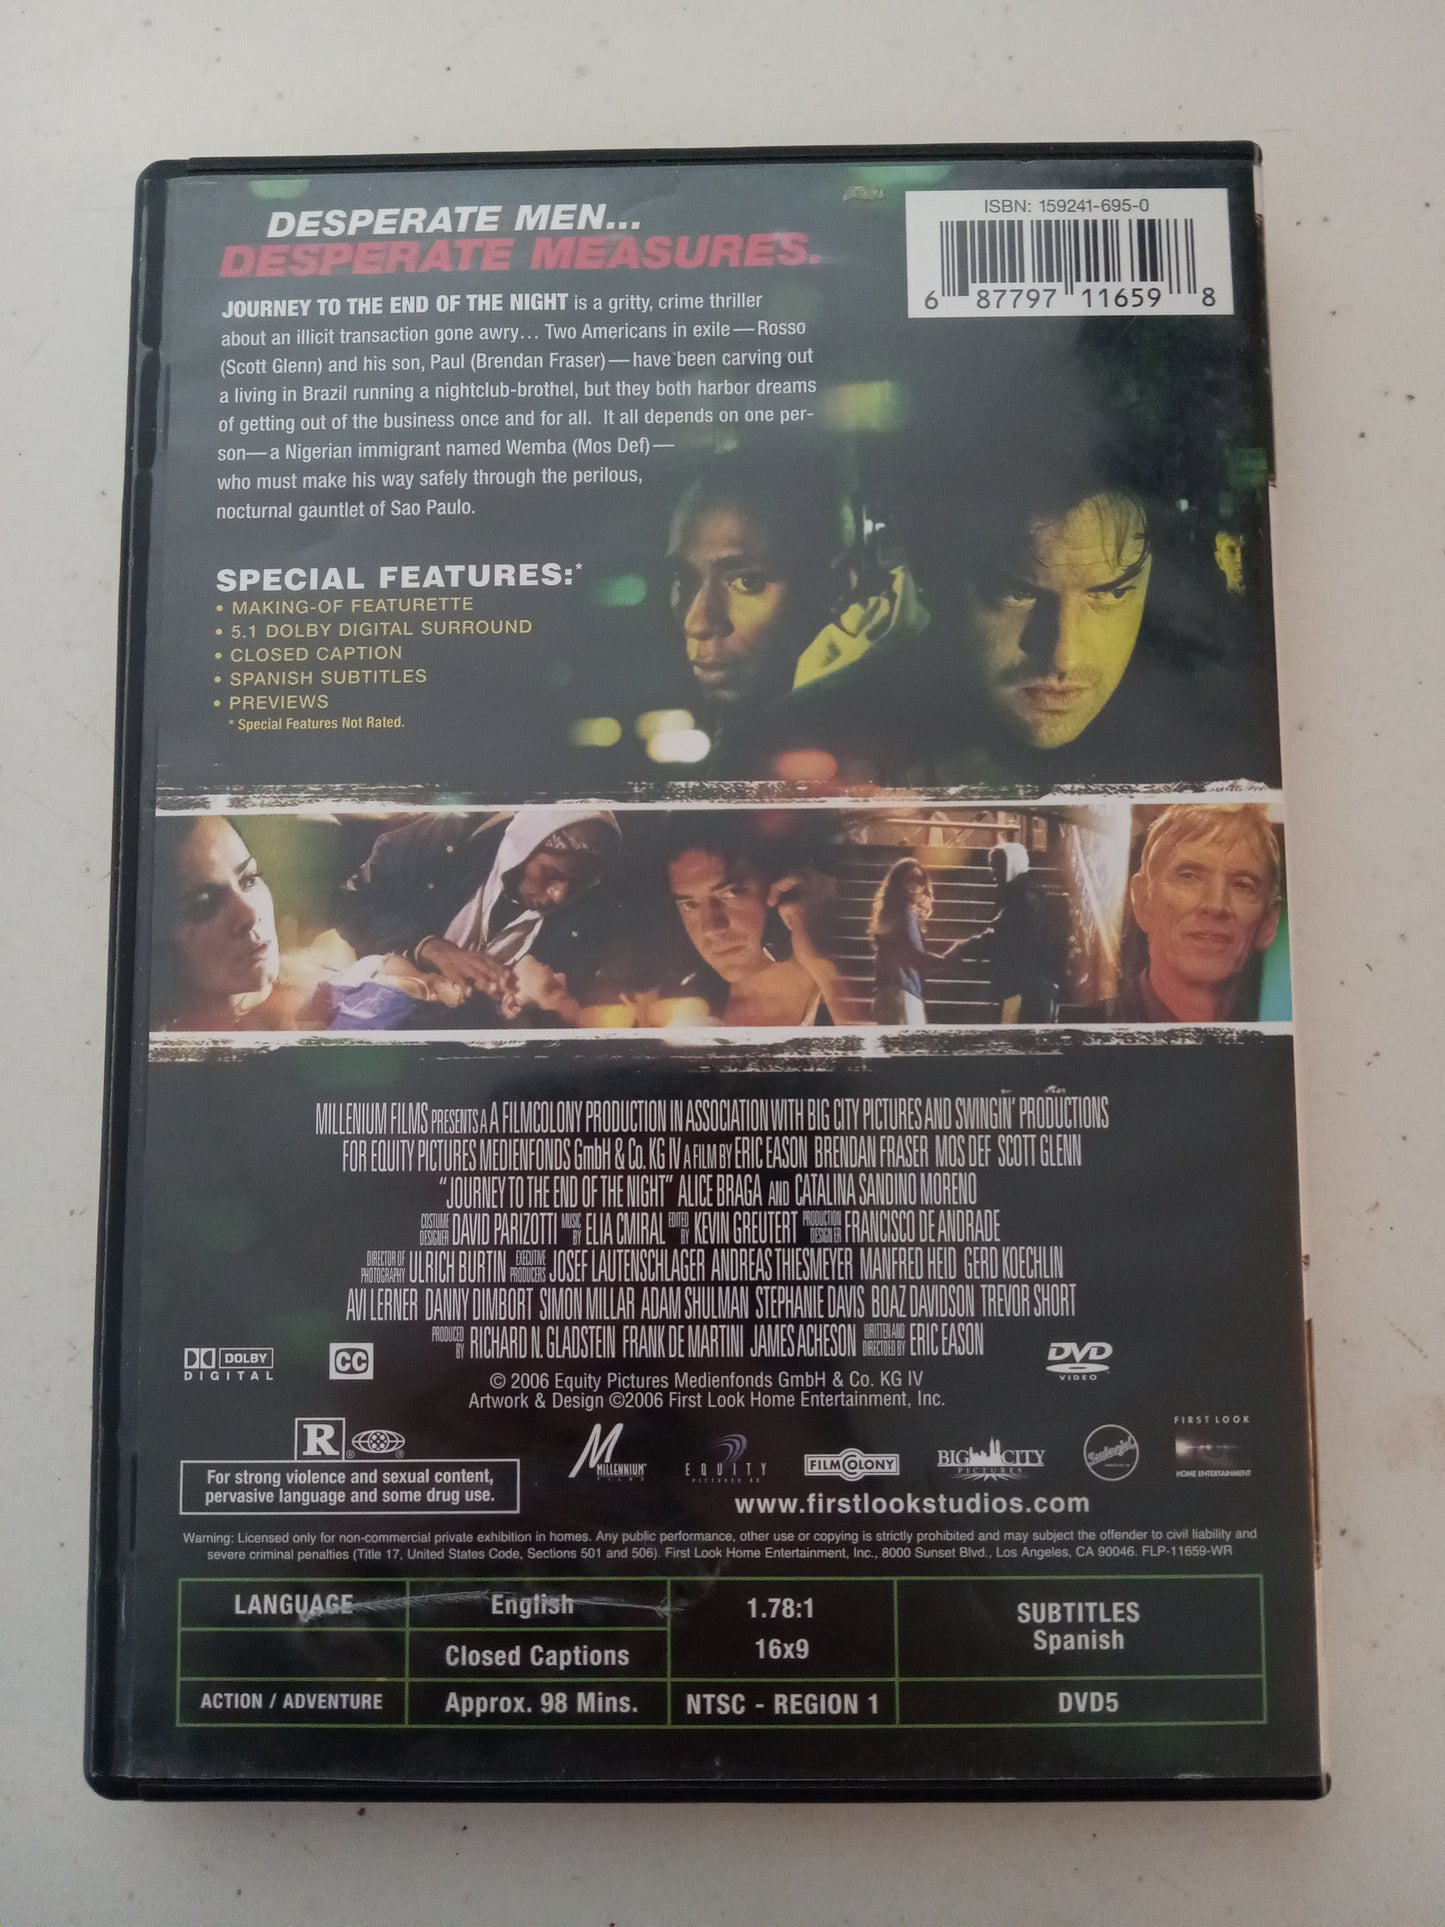 DESPERATE MEN...
DESPERATE MEASURES.
ISBN: 159241-695-0
6 87797 11659 8
JOURNEY TO THE END OF THE NIGHT is a gritty, crime thriller
about an illicit transaction gone awry... Two Americans in exile—Rosso
(Scott Glenn) and his son, Paul (Brendan Fraser)—have been carving out
a living in Brazil running a nightclub-brothel, but they both harbor dreams
of getting out of the business once and for all. It all depends on one per-
son—a Nigerian immigrant named Wemba (Mos Def)—
who must make his way safely through the perilous,
nocturnal gauntlet of Sao Paulo.
SPECIAL FEATURES:*
• MAKING-OF FEATURETTE
• 5.1 DOLBY DIGITAL SURROUND
• CLOSED CAPTION
• SPANISH SUBTITLES
• PREVIEWS
* Special Features Not Rated.
MILLENIUM FILMS PRESENTS A A FILMCOLONY PRODUCTION IN ASSOCIATION WITH BIG CITY PICTURES AND SWINGIN' PRODUCTIONS
FOR EQUITY PICTURES MEDIENFONDS GmbH & Co. KG IV A FILM BY ERIC EASON BRENDAN FRASER MOS DEF SCOTT GLENN
"JOURNEY TO THE END OF THE NIGHT" ALICE BRAGA AND CATALINA SANDINO MORENO
COSTUME DESIGNER DAVID PARIZOTTI MUSIC BY ELIA CMIRAL EDITED BY KEVIN GREUTERT PRODUCTION DESIGNER FRANCISCO DE ANDRADE
DIRECTOR OF PHOTOGRAPHY ULRICH BURTIN EXECUTIVE PRODUCERS JOSEF LAUTENSCHLAGER ANDREAS THIESMEYER MANFRED HEID GERD KOECHLIN
AVI LERNER DANNY DIMBORT SIMON MILLAR ADAM SHULMAN STEPHANIE DAVIS BOAZ DAVIDSON TREVOR SHORT
PRODUCED BY RICHARD N. GLADSTEIN FRANK DE MARTINI JAMES ACHESON WRITTEN AND DIRECTED BY ERIC EASON
DOLBY
DIGITAL
CC
DVD
VIDEO
© 2006 Equity Pictures Medienfonds GmbH & Co. KG IV
Artwork & Design ©2006 First Look Home Entertainment, Inc.
R
For strong violence and sexual content,
pervasive language and some drug use.
MILLENNIUM
FILMS
EQUITY
PICTURES AG
FILMCOLONY
BIG CITY
PICTURES
FIRST LOOK
HOME ENTERTAINMENT
www.firstlookstudios.com
Warning: Licensed only for non-commercial private exhibition in homes. Any public performance, other use or copying is strictly prohibited and may subject the offender to civil liability and
severe criminal penalties (Title 17, United States Code, Sections 501 and 506). First Look Home Entertainment, Inc., 8000 Sunset Blvd., Los Angeles, CA 90046. FLP-11659-WR
LANGUAGE English 1.78:1 SUBTITLES
Closed Captions 16x9 Spanish
ACTION / ADVENTURE Approx. 98 Mins. NTSC - REGION 1 DVD5